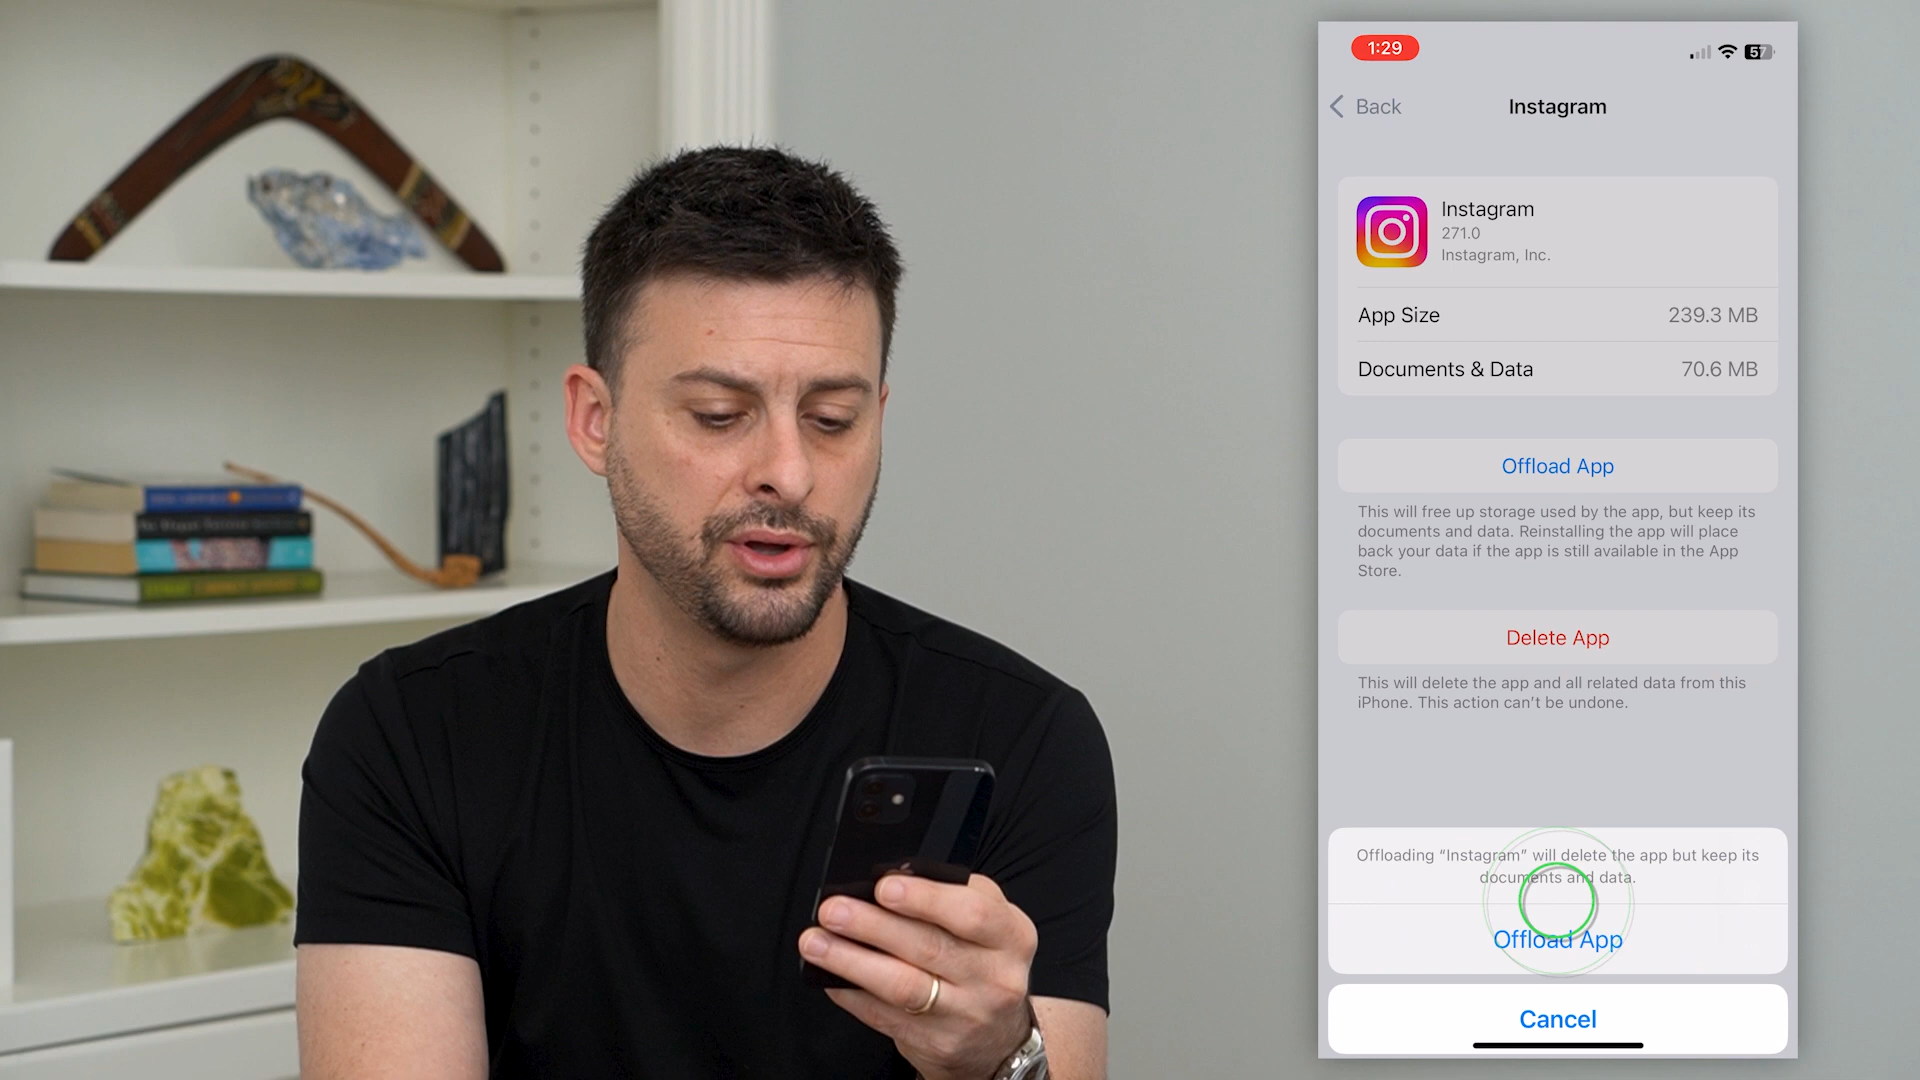 1:29
57
Back
Instagram
Instagram
271.0
Instagram, Inc.
App Size 239.3 MB
Documents & Data 70.6 MB
Offload App
This will free up storage used by the app, but keep its
documents and data. Reinstalling the app will place
back your data if the app is still available in the App
Store.
Delete App
This will delete the app and all related data from this
iPhone. This action can't be undone.
Offloading “Instagram” will delete the app but keep its
documents and data.
Offload App
Cancel